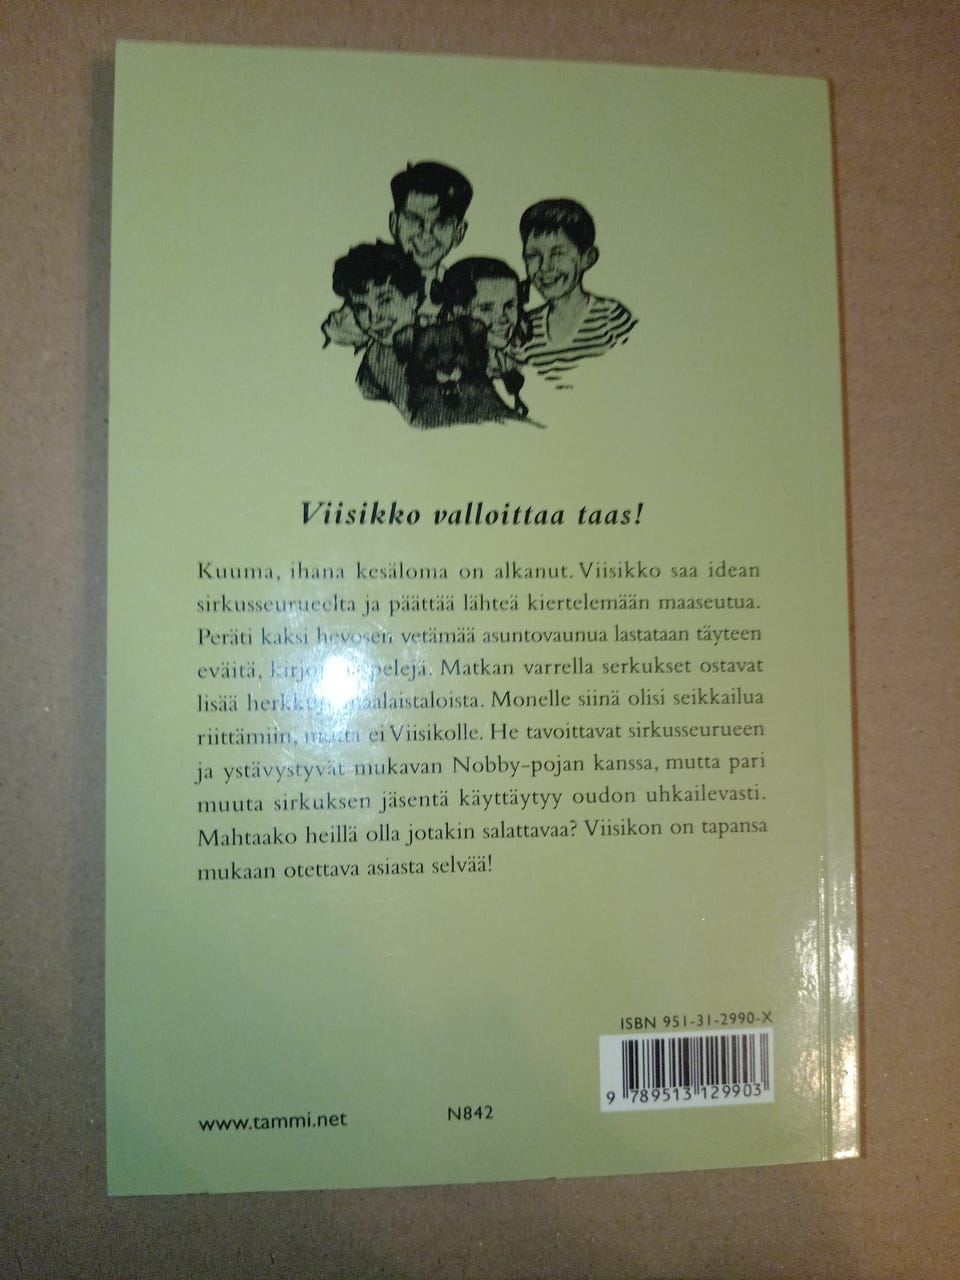 Viisikko valloittaa taas!
Kuuma, ihana kesäloma on alkanut. Viisikko saa idean
sirkusseurueelta ja päättää lähteä kiertelemään maaseutua.
Peräti kaksi hevosen vetämää asuntovaunua lastataan täyteen
eväitä, pelejä. Matkan varrella serkukset ostavat
lisää maalaistaloista. Monelle siinä olisi seikkailua
riittämiin, mutta ei Viisikolle. He tavoittavat sirkusseurueen
ja ystävystyvät mukavan Nobby-pojan kanssa, mutta pari
muuta sirkuksen jäsentä käyttäytyy oudon uhkailevasti.
Mahtaako heillä olla jotakin salattavaa? Viisikon on tapansa
mukaan otettava asiasta selvää!
ISBN 951-31-2990-X
9 789513 129903
www.tammi.net N842